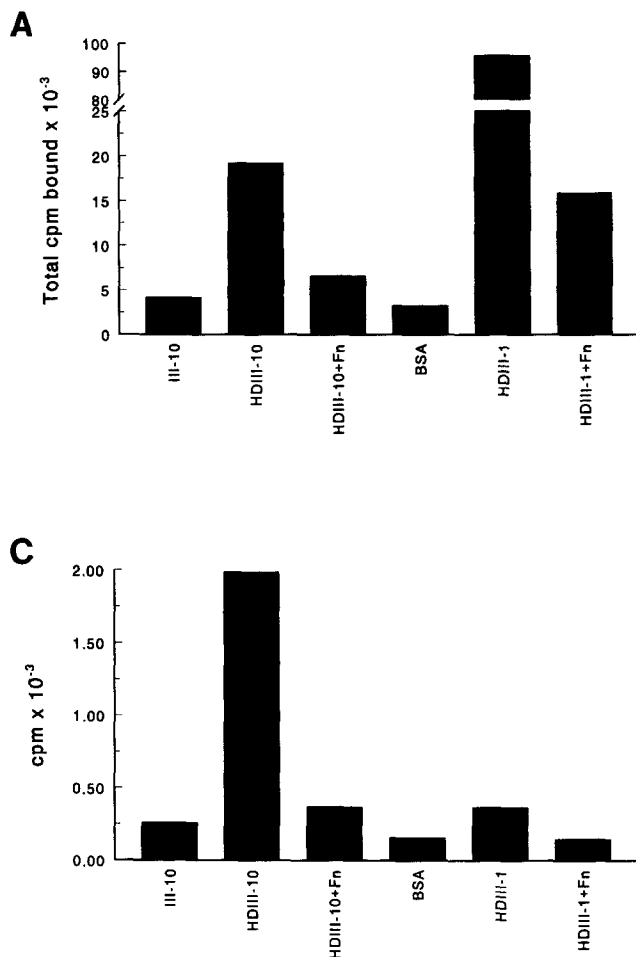 A
Total cpm bound x 10-3
100
90
80
25
20
15
10
5
0
III-10
HDIII-10
HDIII-10+Fn
BSA
HDIII-1
HDIII-1+Fn
C
cpm x 10-3
2.00
1.50
1.00
0.50
0.00
III-10
HDIII-10
HDIII-10+Fn
BSA
HDIII-1
HDIII-1+Fn